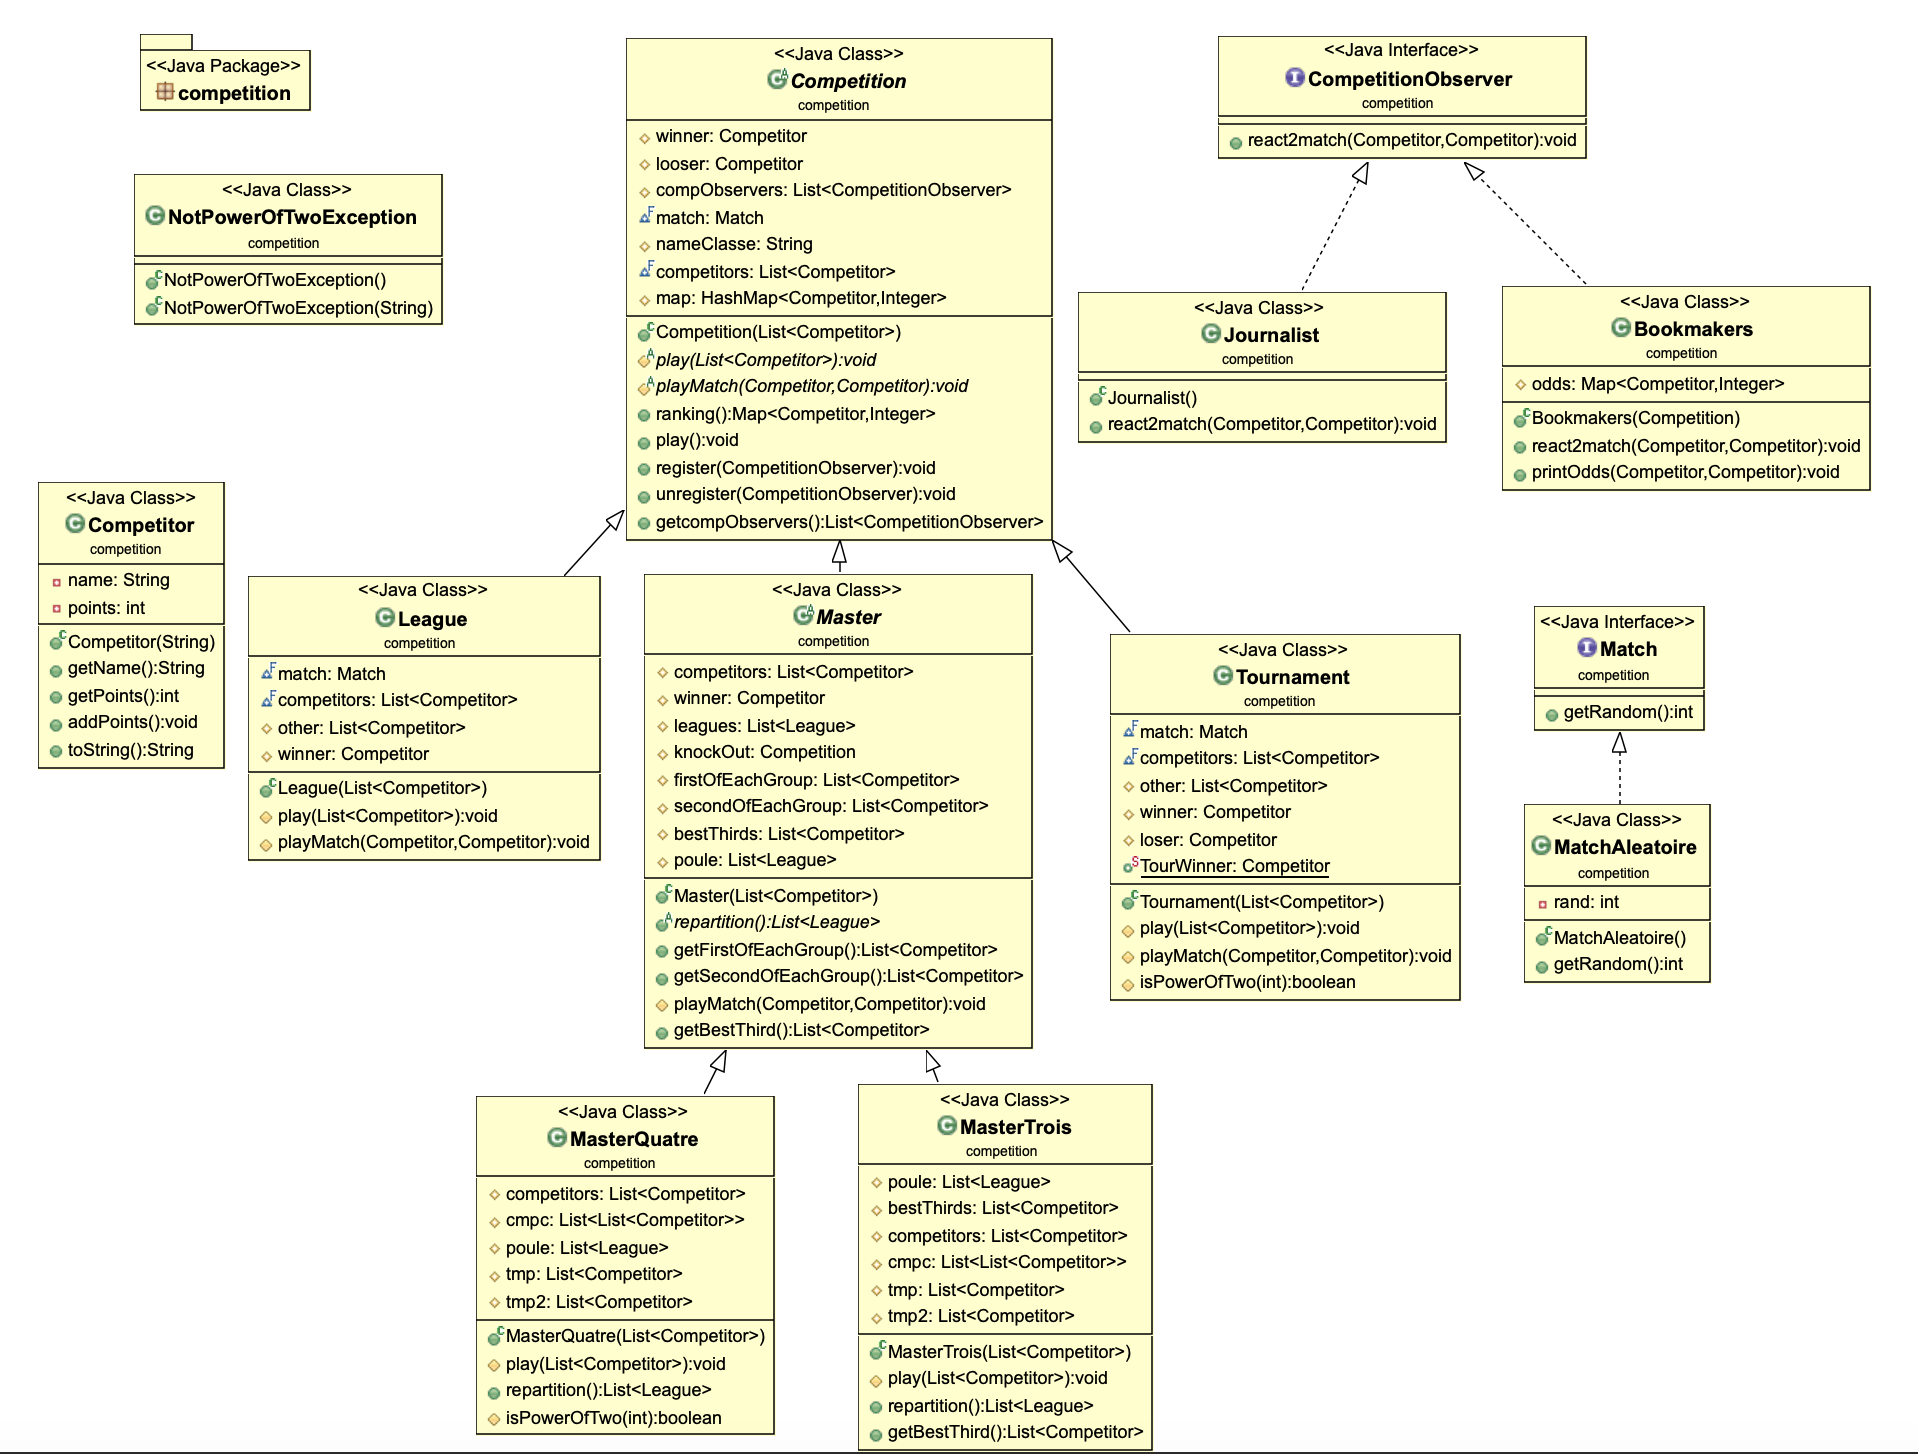 <<Java Package>>
competition
<<Java Class>>
NotPowerOfTwoException
competition
NotPowerOfTwoException()
NotPowerOfTwoException(String)
<<Java Class>>
Competition
competition
winner: Competitor
looser: Competitor
compObservers: List<CompetitionObserver>
F match: Match
nameClasse: String
F competitors: List<Competitor>
map: HashMap<Competitor,Integer>
Competition(List<Competitor>)
play(List<Competitor>):void
playMatch(Competitor,Competitor):void
ranking():Map<Competitor,Integer>
play():void
register(CompetitionObserver):void
unregister(CompetitionObserver):void
getcompObservers():List<CompetitionObserver>
<<Java Interface>>
CompetitionObserver
competition
react2match(Competitor,Competitor):void
<<Java Class>>
Journalist
competition
Journalist()
react2match(Competitor,Competitor):void
<<Java Class>>
Bookmakers
competition
odds: Map<Competitor,Integer>
Bookmakers(Competition)
react2match(Competitor,Competitor):void
printOdds(Competitor,Competitor):void
<<Java Class>>
Competitor
competition
name: String
points: int
Competitor(String)
getName():String
getPoints():int
addPoints():void
toString():String
<<Java Class>>
League
competition
F match: Match
F competitors: List<Competitor>
other: List<Competitor>
winner: Competitor
League(List<Competitor>)
play(List<Competitor>):void
playMatch(Competitor,Competitor):void
<<Java Class>>
Master
competition
competitors: List<Competitor>
winner: Competitor
leagues: List<League>
knockOut: Competition
firstOfEachGroup: List<Competitor>
secondOfEachGroup: List<Competitor>
bestThirds: List<Competitor>
poule: List<League>
Master(List<Competitor>)
repartition():List<League>
getFirstOfEachGroup():List<Competitor>
getSecondOfEachGroup():List<Competitor>
playMatch(Competitor,Competitor):void
getBestThird():List<Competitor>
<<Java Class>>
Tournament
competition
F match: Match
F competitors: List<Competitor>
other: List<Competitor>
winner: Competitor
loser: Competitor
S TourWinner: Competitor
Tournament(List<Competitor>)
play(List<Competitor>):void
playMatch(Competitor,Competitor):void
isPowerOfTwo(int):boolean
<<Java Interface>>
Match
competition
getRandom():int
<<Java Class>>
MatchAleatoire
competition
rand: int
MatchAleatoire()
getRandom():int
<<Java Class>>
MasterQuatre
competition
competitors: List<Competitor>
cmpc: List<List<Competitor>>
poule: List<League>
tmp: List<Competitor>
tmp2: List<Competitor>
MasterQuatre(List<Competitor>)
play(List<Competitor>):void
repartition():List<League>
isPowerOfTwo(int):boolean
<<Java Class>>
MasterTrois
competition
poule: List<League>
bestThirds: List<Competitor>
competitors: List<Competitor>
cmpc: List<List<Competitor>>
tmp: List<Competitor>
tmp2: List<Competitor>
MasterTrois(List<Competitor>)
play(List<Competitor>):void
repartition():List<League>
getBestThird():List<Competitor>